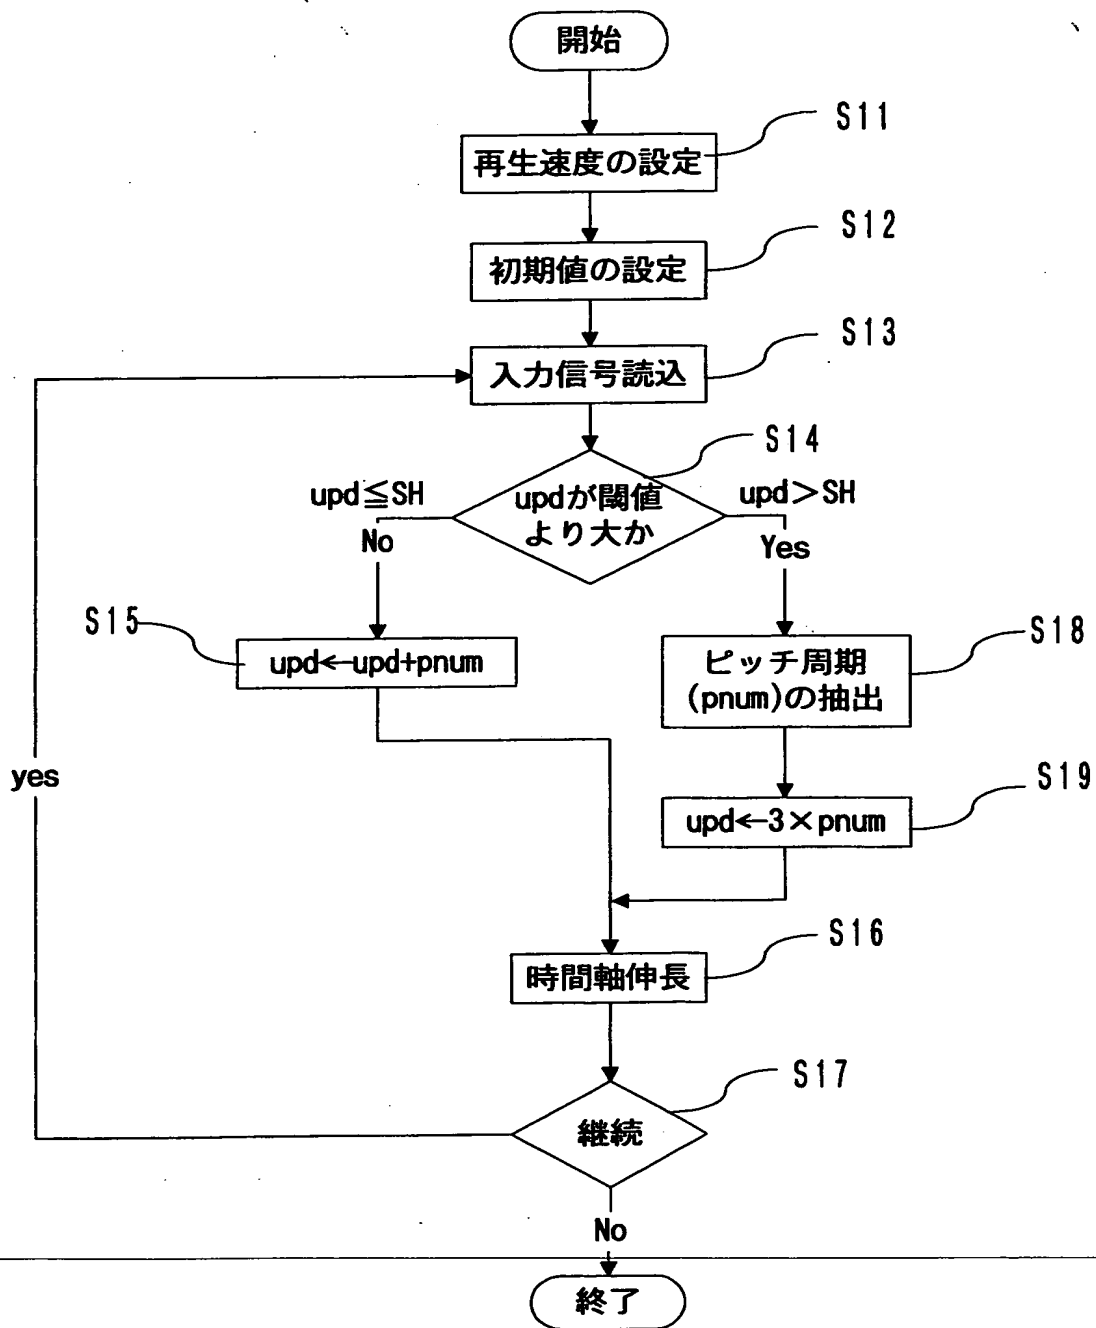 開始
S11
再生速度の設定
S12
初期値の設定
S13
入力信号読込
S14
upd≦SH
updが閾値
より大か
upd>SH
No
Yes
S15
upd←upd+pnum
S18
ピッチ周期
(pnum)の抽出
yes
S19
upd←3×pnum
S16
時間軸伸長
S17
継続
No
終了